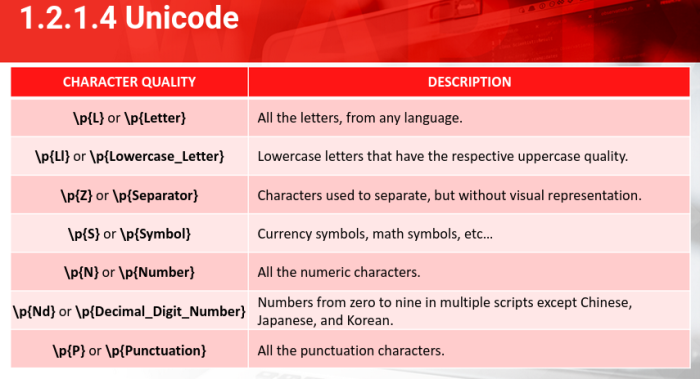 1.2.1.4 Unicode
CHARACTER QUALITY DESCRIPTION
\p{L} or \p{Letter} All the letters, from any language.
\p{Ll} or \p{Lowercase_Letter} Lowercase letters that have the respective uppercase quality.
\p{Z} or \p{Separator} Characters used to separate, but without visual representation.
\p{S} or \p{Symbol} Currency symbols, math symbols, etc…
\p{N} or \p{Number} All the numeric characters.
\p{Nd} or \p{Decimal_Digit_Number} Numbers from zero to nine in multiple scripts except Chinese,
Japanese, and Korean.
\p{P} or \p{Punctuation} All the punctuation characters.